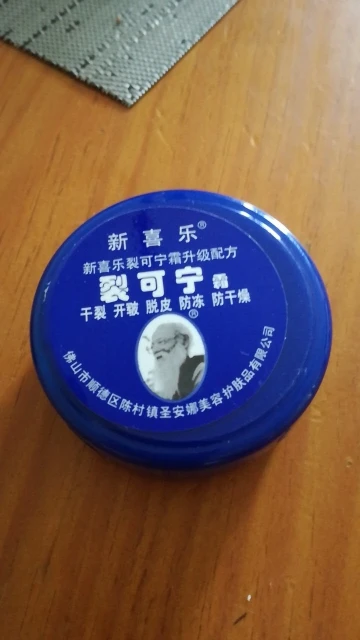 新喜乐®
新喜乐裂可宁霜升级配方
裂可宁霜
干裂 开皲 脱皮 防冻 防干燥
®
佛山市顺德区陈村镇圣安娜美容护肤品有限公司